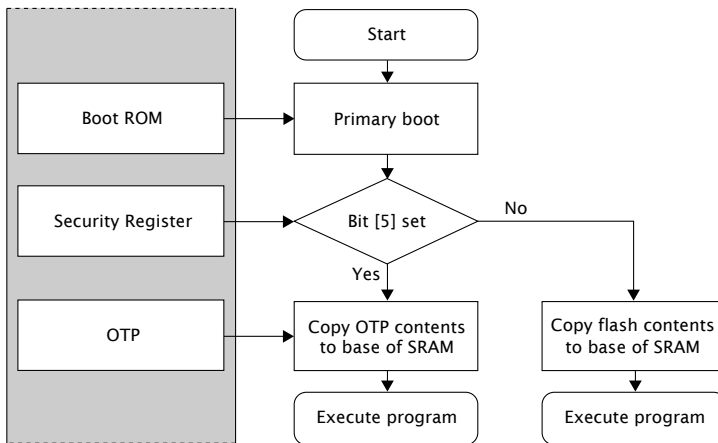 Start
Boot ROM
Primary boot
Security Register
Bit [5] set
No
Yes
OTP
Copy OTP contents
to base of SRAM
Copy flash contents
to base of SRAM
Execute program
Execute program